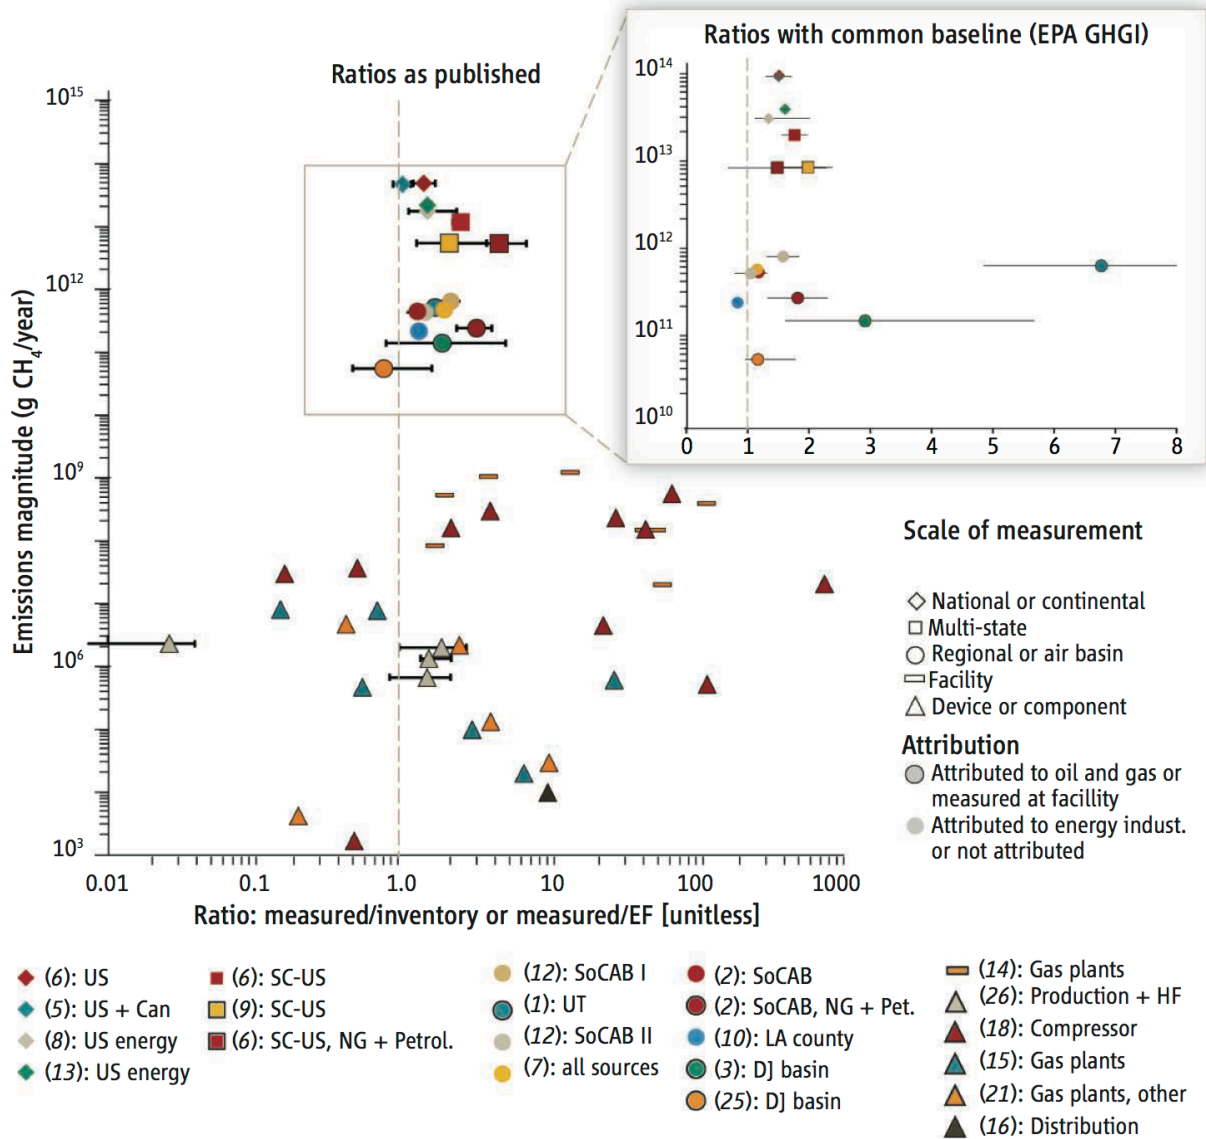 Ratios as published
10^15
10^12
10^9
10^6
10^3
Emissions magnitude (g CH4/year)
0.01 0.1 1.0 10 100 1000
Ratio: measured/inventory or measured/EF [unitless]
Ratios with common baseline (EPA GHGI)
10^14
10^13
10^12
10^11
10^10
0 1 2 3 4 5 6 7 8
Scale of measurement
National or continental
Multi-state
Regional or air basin
Facility
Device or component
Attribution
Attributed to oil and gas or
measured at facillity
Attributed to energy indust.
or not attributed
(6): US
(5): US + Can
(8): US energy
(13): US energy
(6): SC-US
(9): SC-US
(6): SC-US, NG + Petrol.
(12): SoCAB I
(1): UT
(12): SoCAB II
(7): all sources
(2): SoCAB
(2): SoCAB, NG + Pet.
(10): LA county
(3): DJ basin
(25): DJ basin
(14): Gas plants
(26): Production + HF
(18): Compressor
(15): Gas plants
(21): Gas plants, other
(16): Distribution